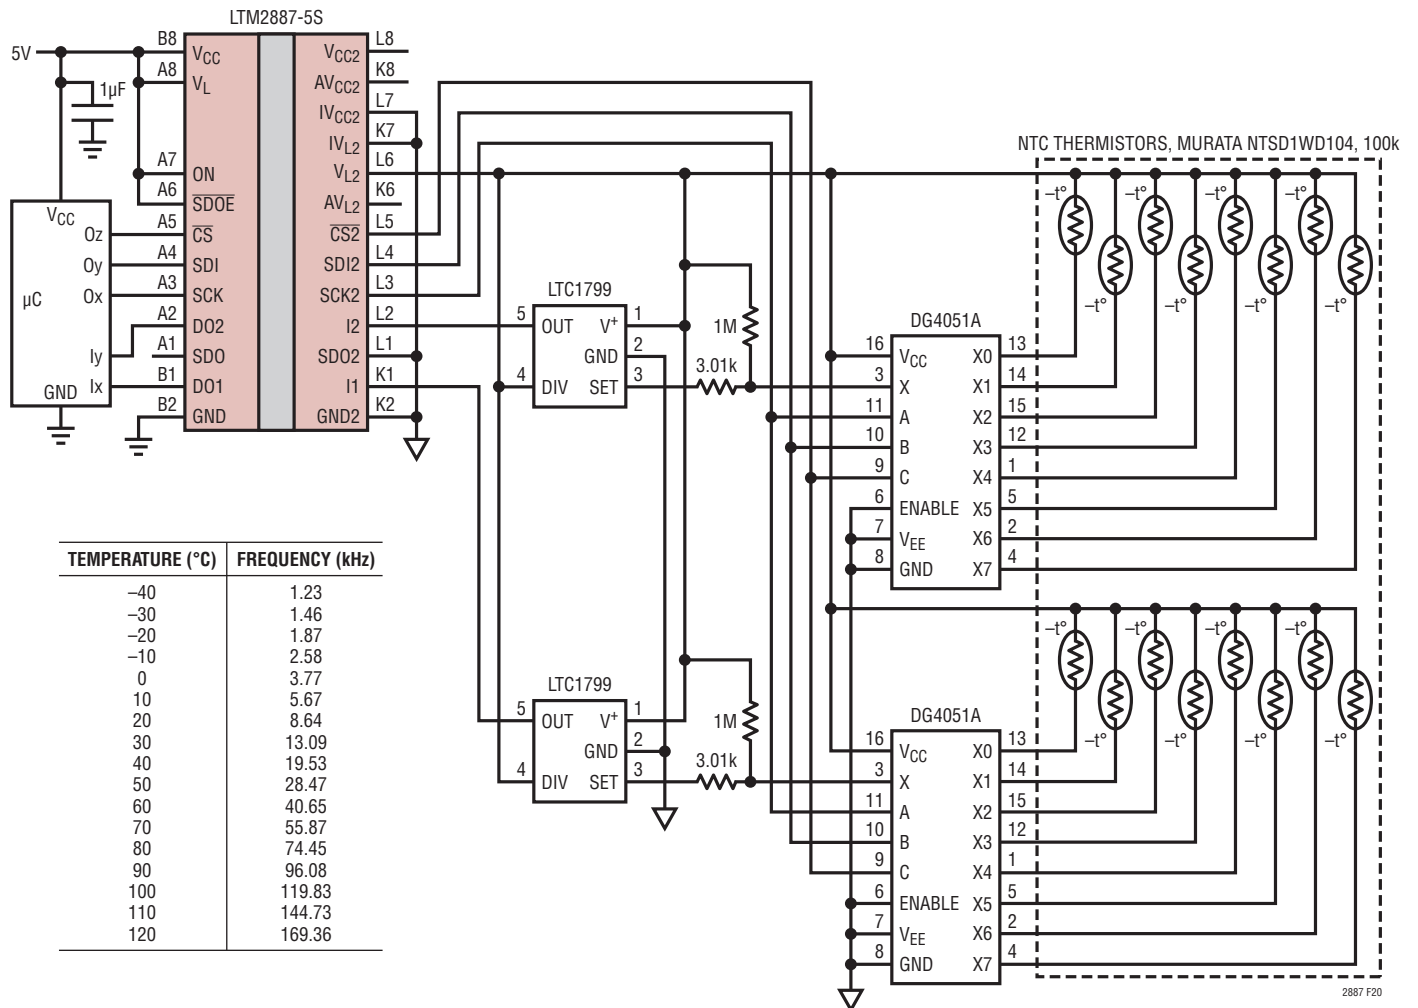 LTM2887-5S
5V
1µF
B8
A8
A7
A6
A5
A4
A3
A2
A1
B1
B2
VCC
VL
ON
SDOE
CS
SDI
SCK
DO2
SDO
DO1
GND
VCC2
AVCC2
IVCC2
IVL2
VL2
AVL2
CS2
SDI2
SCK2
I2
SDO2
I1
GND2
L8
K8
L7
K7
L6
K6
L5
L4
L3
L2
L1
K1
K2
VCC
µC
Oz
Oy
Ox
Iy
Ix
GND
LTC1799
5 OUT V+ 1
GND 2
4 DIV SET 3
1M
3.01k
LTC1799
5 OUT V+ 1
GND 2
4 DIV SET 3
1M
3.01k
NTC THERMISTORS, MURATA NTSD1WD104, 100k
–t° –t° –t° –t°
–t° –t° –t° –t°
DG4051A
16 VCC X0 13
3 X X1 14
11 A X2 15
10 B X3 12
9 C X4 1
6 ENABLE X5 5
7 VEE X6 2
8 GND X7 4
–t° –t° –t° –t°
–t° –t° –t° –t°
DG4051A
16 VCC X0 13
3 X X1 14
11 A X2 15
10 B X3 12
9 C X4 1
6 ENABLE X5 5
7 VEE X6 2
8 GND X7 4
TEMPERATURE (°C) FREQUENCY (kHz)
–40 1.23
–30 1.46
–20 1.87
–10 2.58
0 3.77
10 5.67
20 8.64
30 13.09
40 19.53
50 28.47
60 40.65
70 55.87
80 74.45
90 96.08
100 119.83
110 144.73
120 169.36
2887 F20